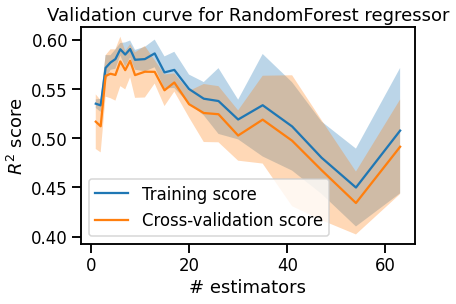 Validation curve for RandomForest regressor
0.60
0.55
0.50
0.45
0.40
R² score
Training score
Cross-validation score
0
20
40
60
# estimators